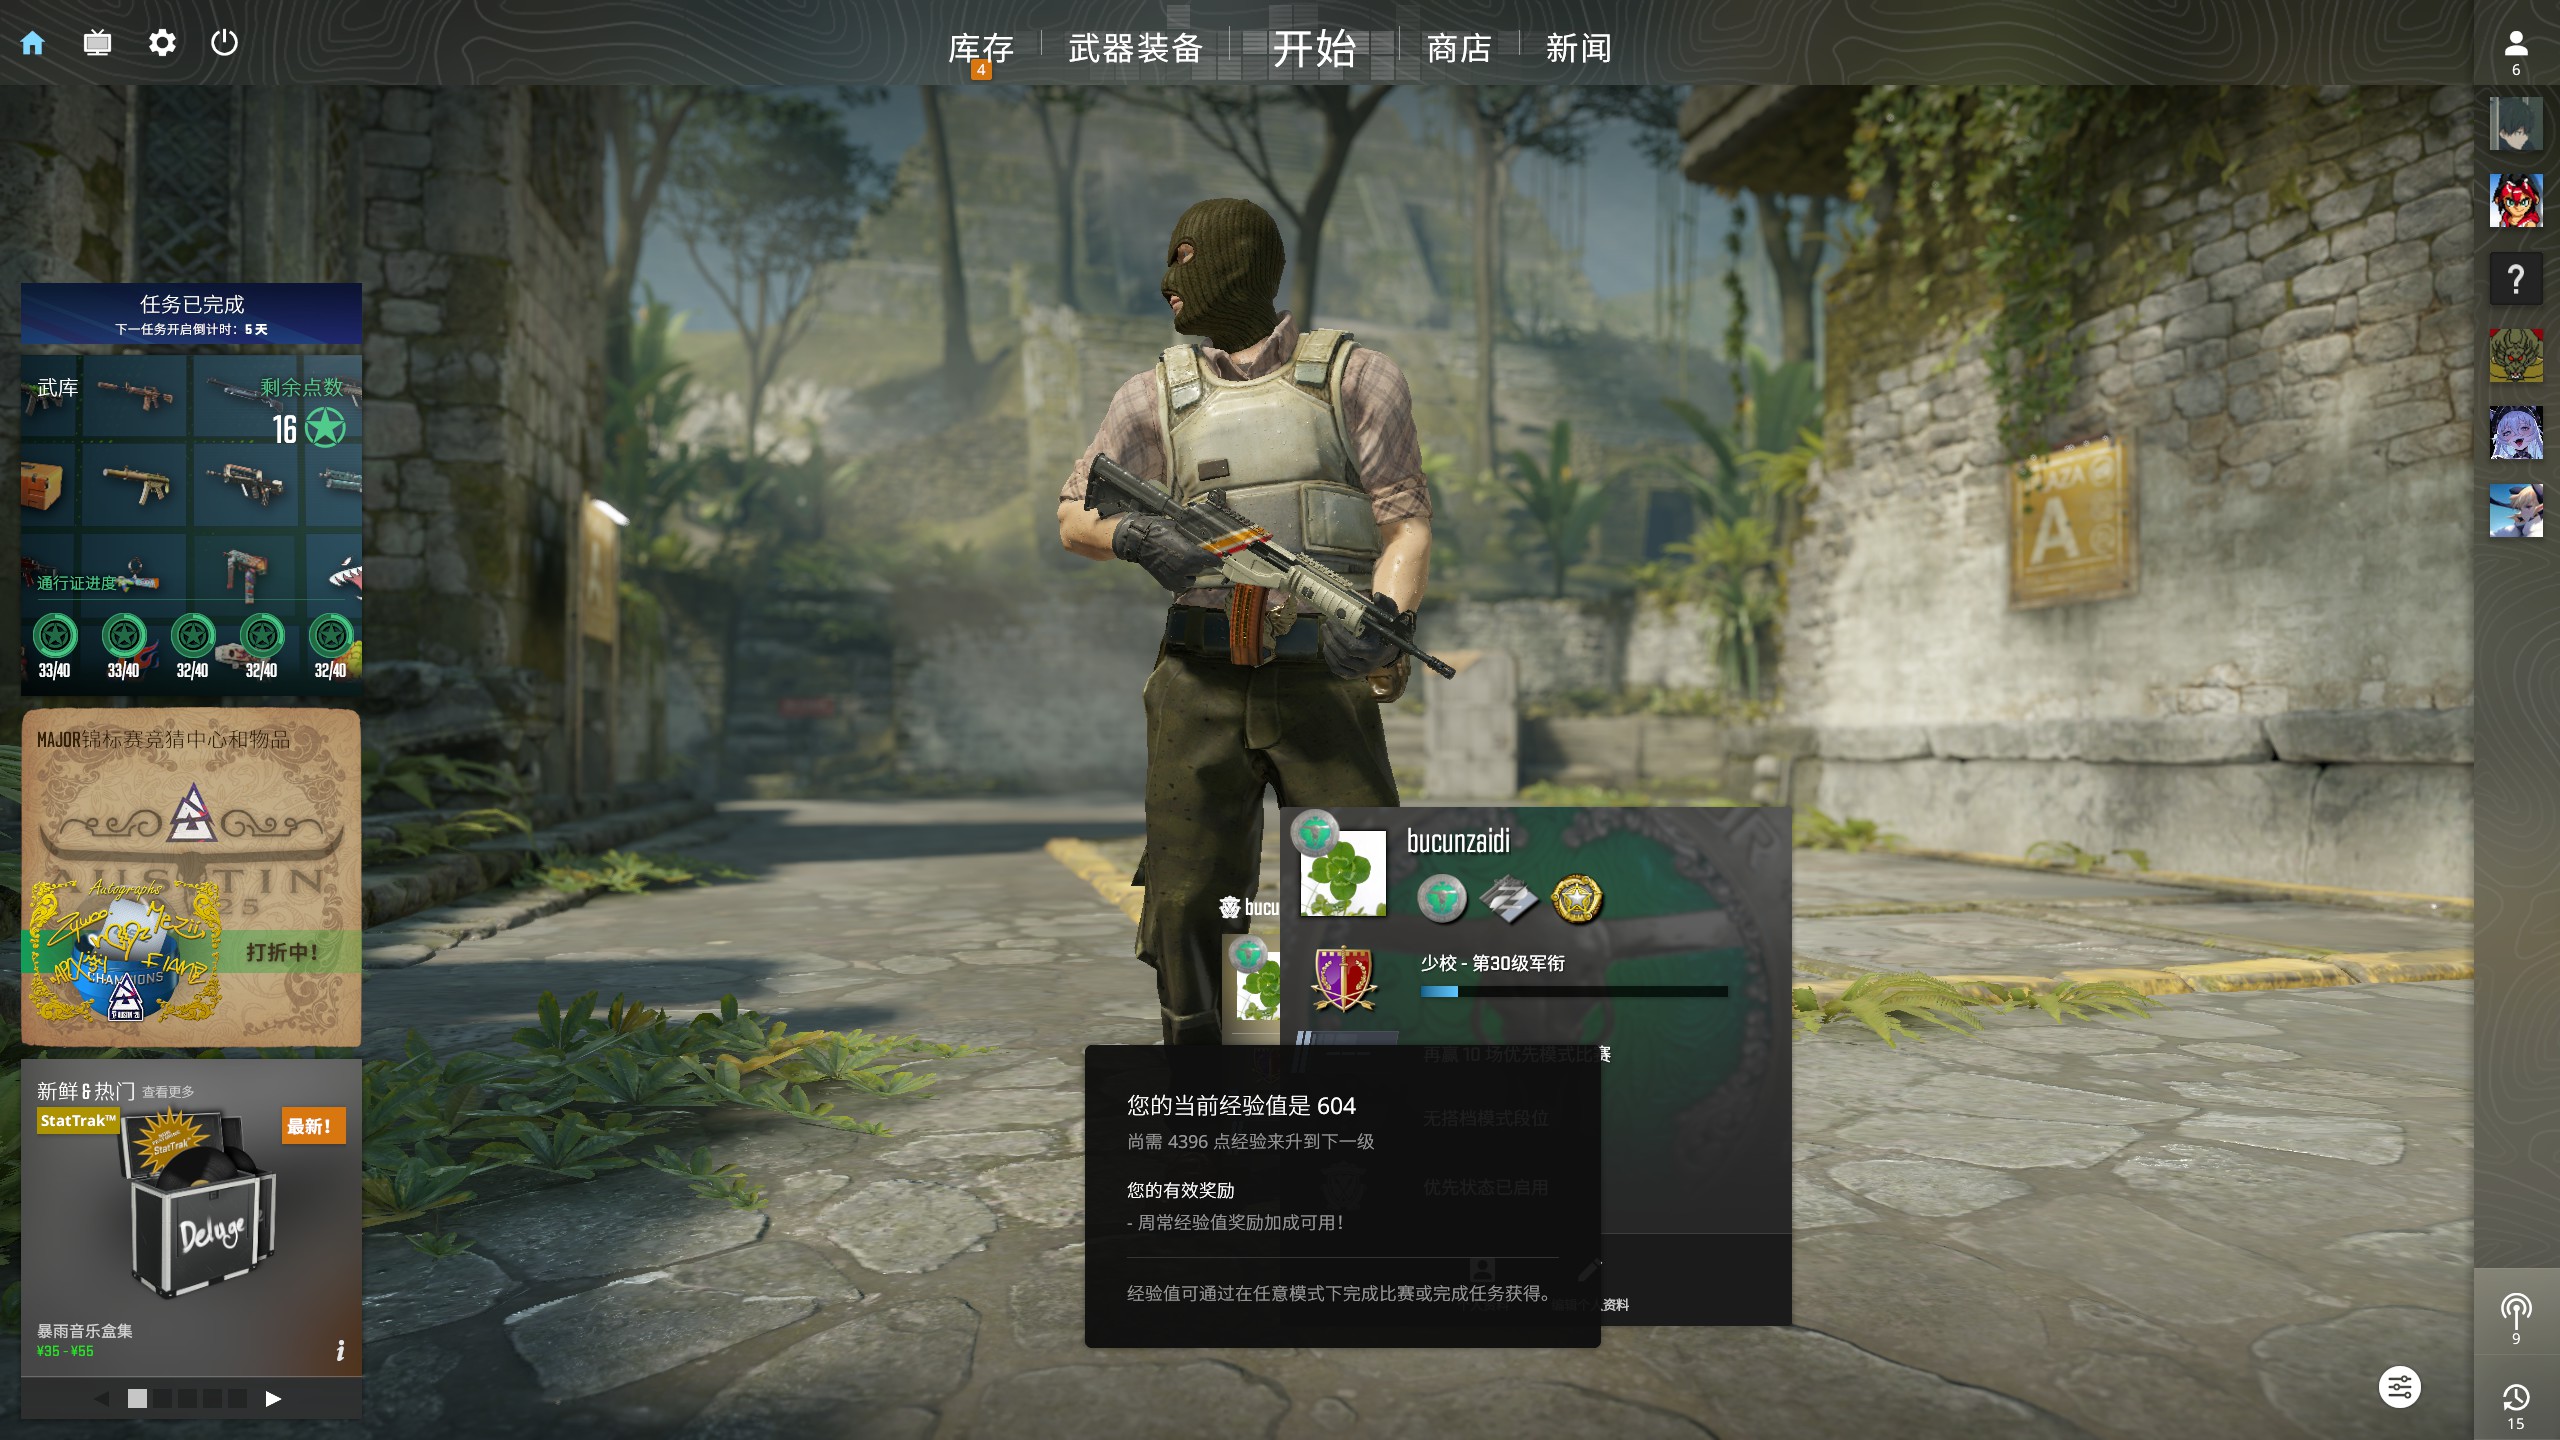 库存
4
武器装备
开始
商店
新闻
6
任务已完成
下一任务开启倒计时：5 天
武库
剩余点数
16
通行证进度
33/40
33/40
32/40
32/40
32/40
MAJOR锦标赛竞猜中心和物品
AUSTIN
25
Autographs
CHAMPIONS
打折中！
新鲜 & 热门 查看更多
StatTrak™
最新！
StatTrak™
Deluge
暴雨音乐盒集
¥35 - ¥55
A
bucu
bucunzaidi
少校 - 第30级军衔
再赢 10 场优先模式比赛
无搭档模式段位
优先状态已启用
您的当前经验值是 604
尚需 4396 点经验来升到下一级
您的有效奖励
- 周常经验值奖励加成可用！
经验值可通过在任意模式下完成比赛或完成任务获得。
资料
?
9
15